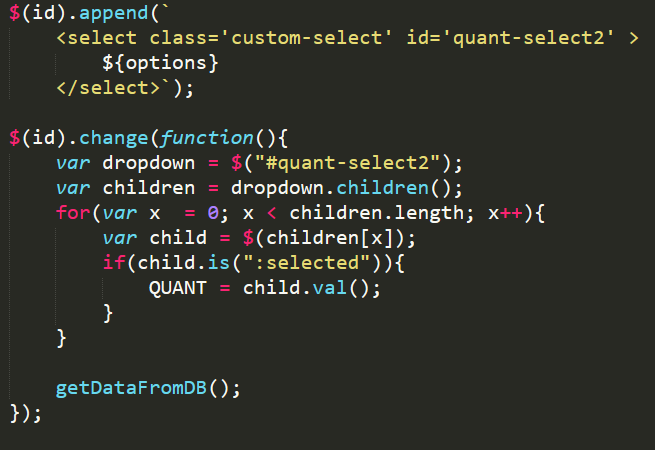 $(id).append(`
    <select class='custom-select' id='quant-select2' >
        ${options}
    </select>`);

$(id).change(function(){
    var dropdown = $("#quant-select2");
    var children = dropdown.children();
    for(var x  = 0; x < children.length; x++){
        var child = $(children[x]);
        if(child.is(":selected")){
            QUANT = child.val();
        }
    }

    getDataFromDB();
});